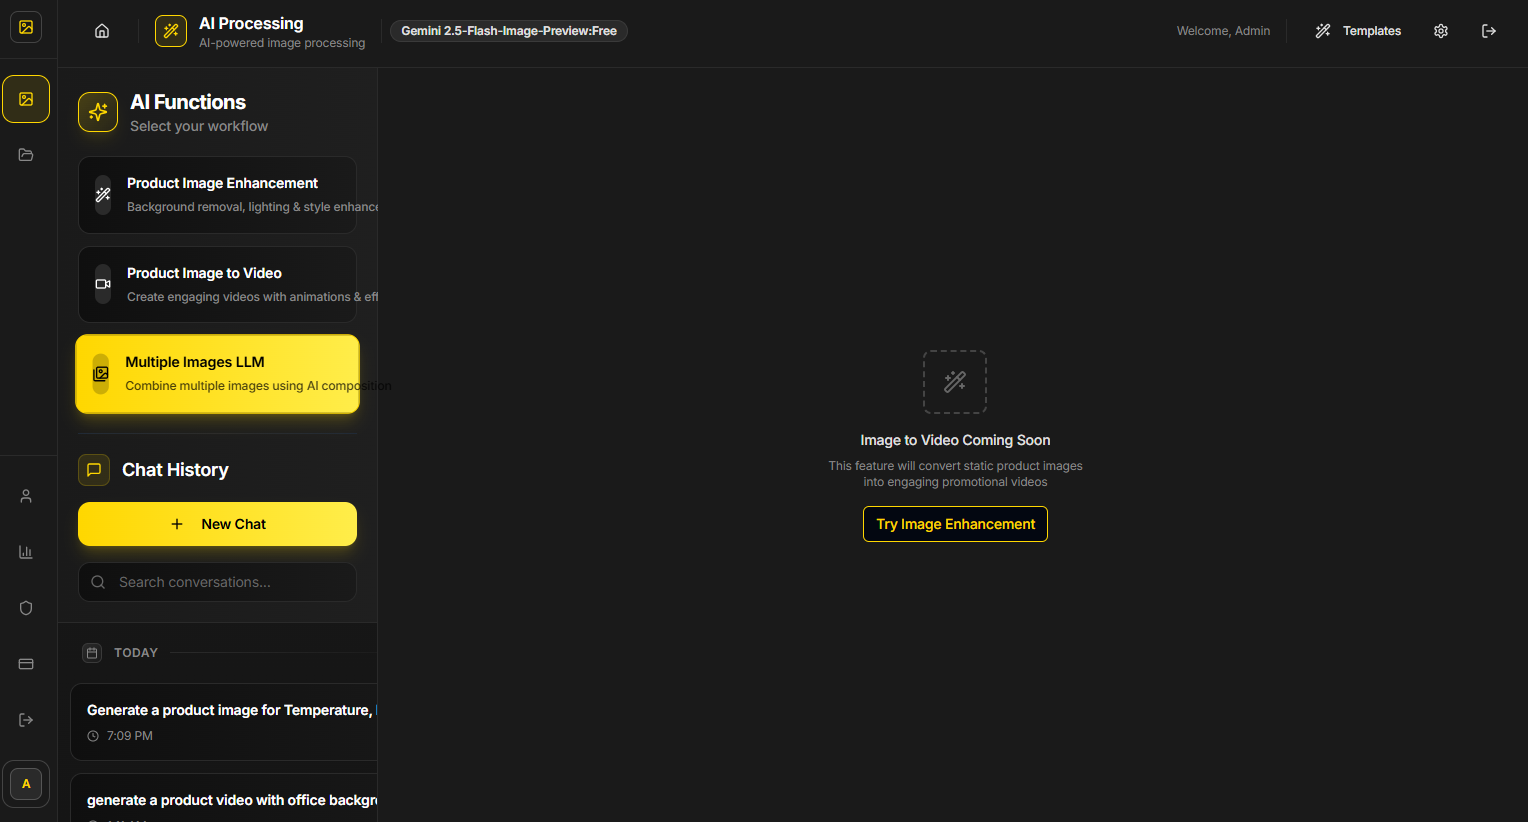 AI Processing
AI-powered image processing
Gemini 2.5-Flash-Image-Preview:Free
Welcome, Admin
Templates
AI Functions
Select your workflow
Product Image Enhancement
Background removal, lighting & style enhance
Product Image to Video
Create engaging videos with animations & eff
Multiple Images LLM
Combine multiple images using AI composition
Chat History
New Chat
Search conversations...
TODAY
Generate a product image for Temperature,
7:09 PM
generate a product video with office backgr
A
Image to Video Coming Soon
This feature will convert static product images
into engaging promotional videos
Try Image Enhancement